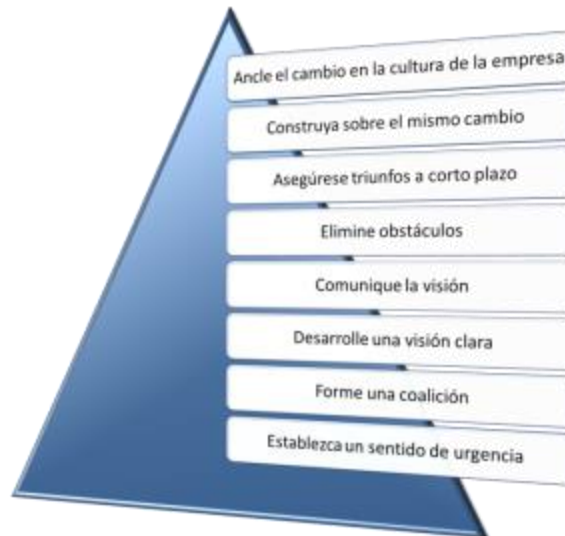 Ancle el cambio en la cultura de la empresa
Construya sobre el mismo cambio
Asegúrese triunfos a corto plazo
Elimine obstáculos
Comunique la visión
Desarrolle una visión clara
Forme una coalición
Establezca un sentido de urgencia